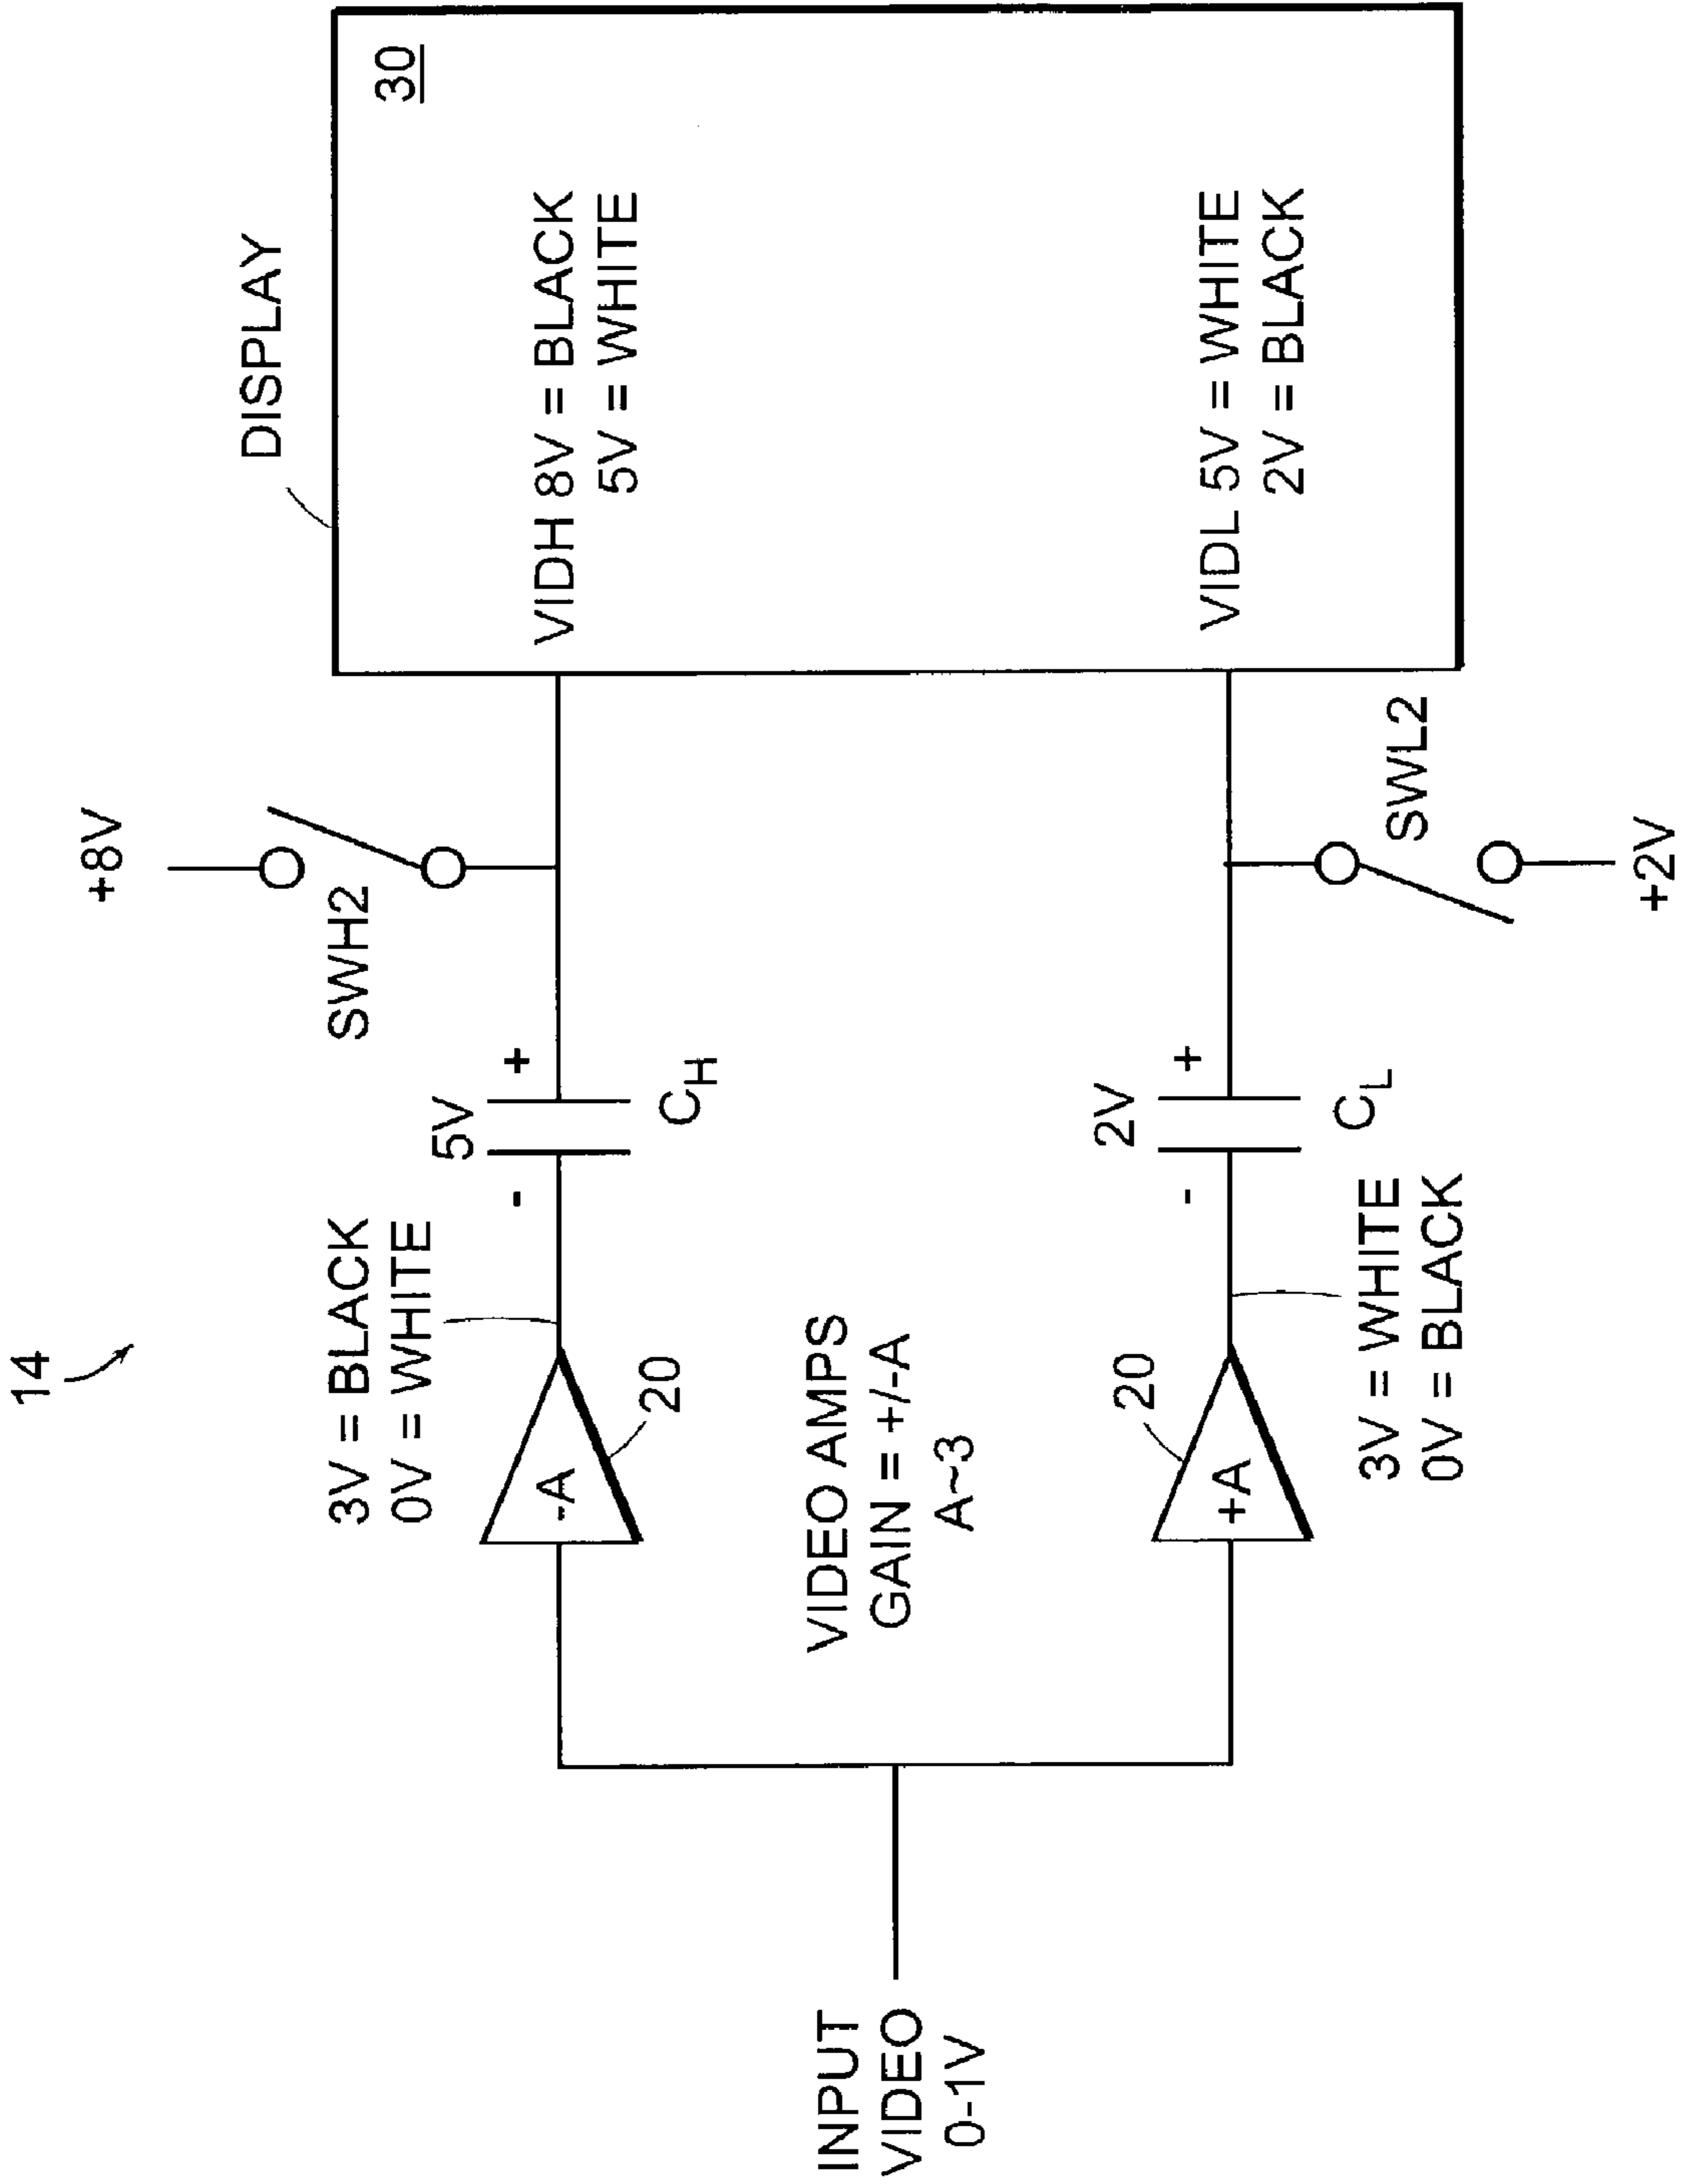 14
+8V
DISPLAY
30
SWH2
3V = BLACK
0V = WHITE
5V
-
+
C_H
VIDH 8V = BLACK
5V = WHITE
-A
20
VIDEO AMPS
GAIN = +/-A
A~3
INPUT
VIDEO
0-1V
20
+A
2V
-
+
C_L
VIDL 5V = WHITE
2V = BLACK
3V = WHITE
0V = BLACK
SWL2
+2V